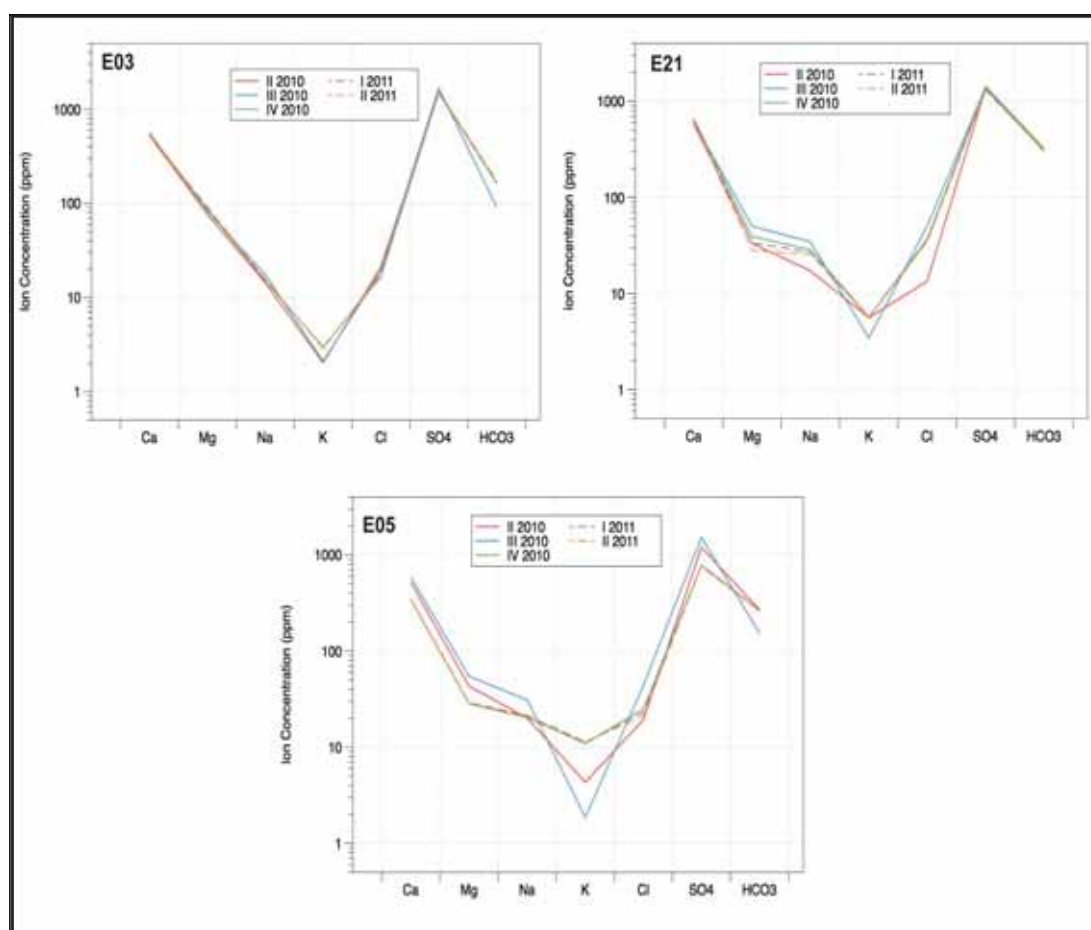 E03
II 2010 I 2011
III 2010 II 2011
IV 2010
Ion Concentration (ppm)
1000
100
10
1
Ca Mg Na K Cl SO4 HCO3
E21
II 2010 I 2011
III 2010 II 2011
IV 2010
Ion Concentration (ppm)
1000
100
10
1
Ca Mg Na K Cl SO4 HCO3
E05
II 2010 I 2011
III 2010 II 2011
IV 2010
Ion Concentration (ppm)
1000
100
10
1
Ca Mg Na K Cl SO4 HCO3